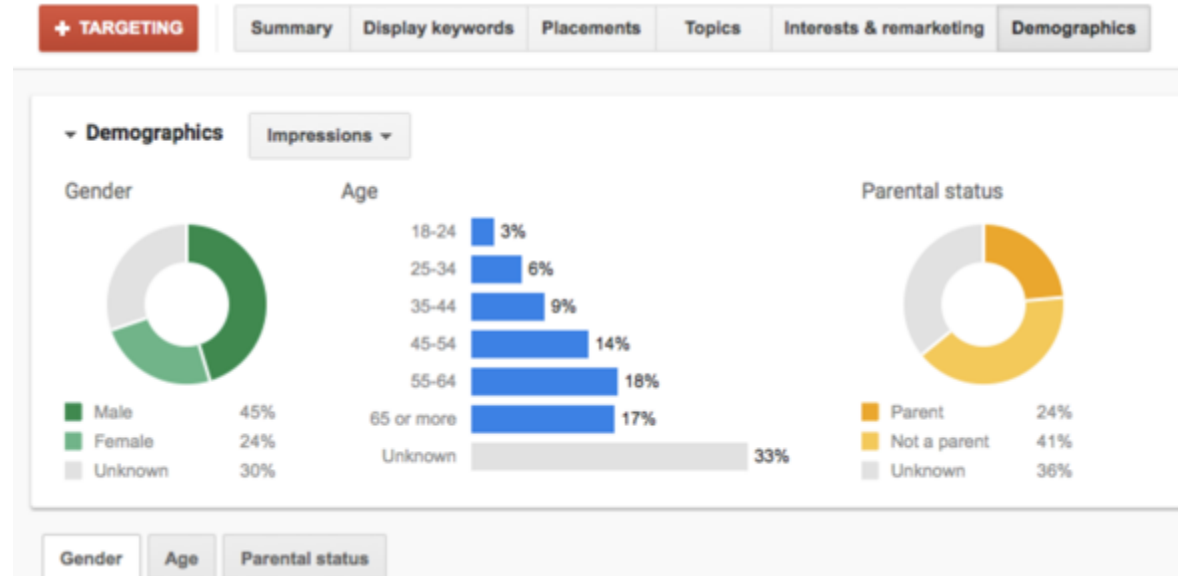 + TARGETING
Summary
Display keywords
Placements
Topics
Interests & remarketing
Demographics
Demographics
Impressions
Gender
Male 45%
Female 24%
Unknown 30%
Age
18-24 3%
25-34 6%
35-44 9%
45-54 14%
55-64 18%
65 or more 17%
Unknown 33%
Parental status
Parent 24%
Not a parent 41%
Unknown 36%
Gender
Age
Parental status